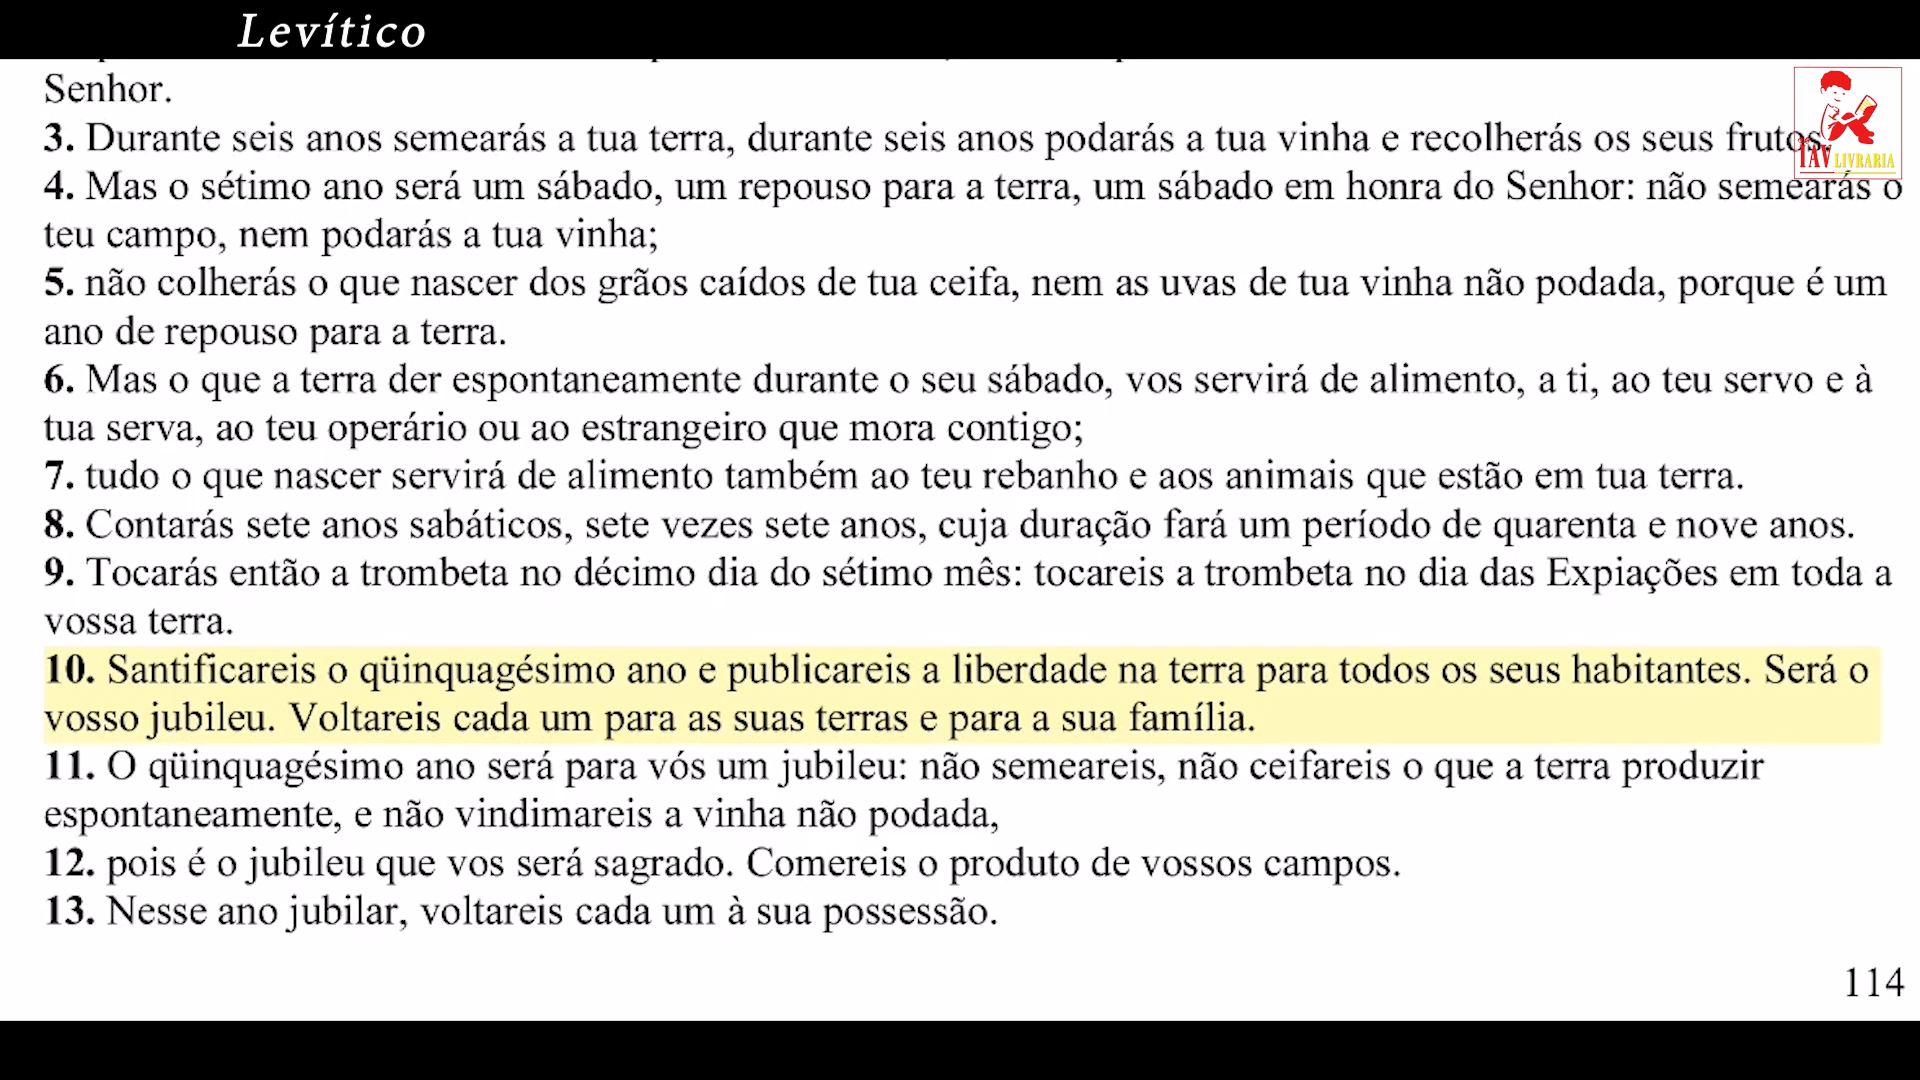 Levítico
Senhor.
3. Durante seis anos semearás a tua terra, durante seis anos podarás a tua vinha e recolherás os seus frutos.
4. Mas o sétimo ano será um sábado, um repouso para a terra, um sábado em honra do Senhor: não semearás o
teu campo, nem podarás a tua vinha;
5. não colherás o que nascer dos grãos caídos de tua ceifa, nem as uvas de tua vinha não podada, porque é um
ano de repouso para a terra.
6. Mas o que a terra der espontaneamente durante o seu sábado, vos servirá de alimento, a ti, ao teu servo e à
tua serva, ao teu operário ou ao estrangeiro que mora contigo;
7. tudo o que nascer servirá de alimento também ao teu rebanho e aos animais que estão em tua terra.
8. Contarás sete anos sabáticos, sete vezes sete anos, cuja duração fará um período de quarenta e nove anos.
9. Tocarás então a trombeta no décimo dia do sétimo mês: tocareis a trombeta no dia das Expiações em toda a
vossa terra.
10. Santificareis o qüinquagésimo ano e publicareis a liberdade na terra para todos os seus habitantes. Será o
vosso jubileu. Voltareis cada um para as suas terras e para a sua família.
11. O qüinquagésimo ano será para vós um jubileu: não semeareis, não ceifareis o que a terra produzir
espontaneamente, e não vindimareis a vinha não podada,
12. pois é o jubileu que vos será sagrado. Comereis o produto de vossos campos.
13. Nesse ano jubilar, voltareis cada um à sua possessão.
114
IAV LIVRARIA